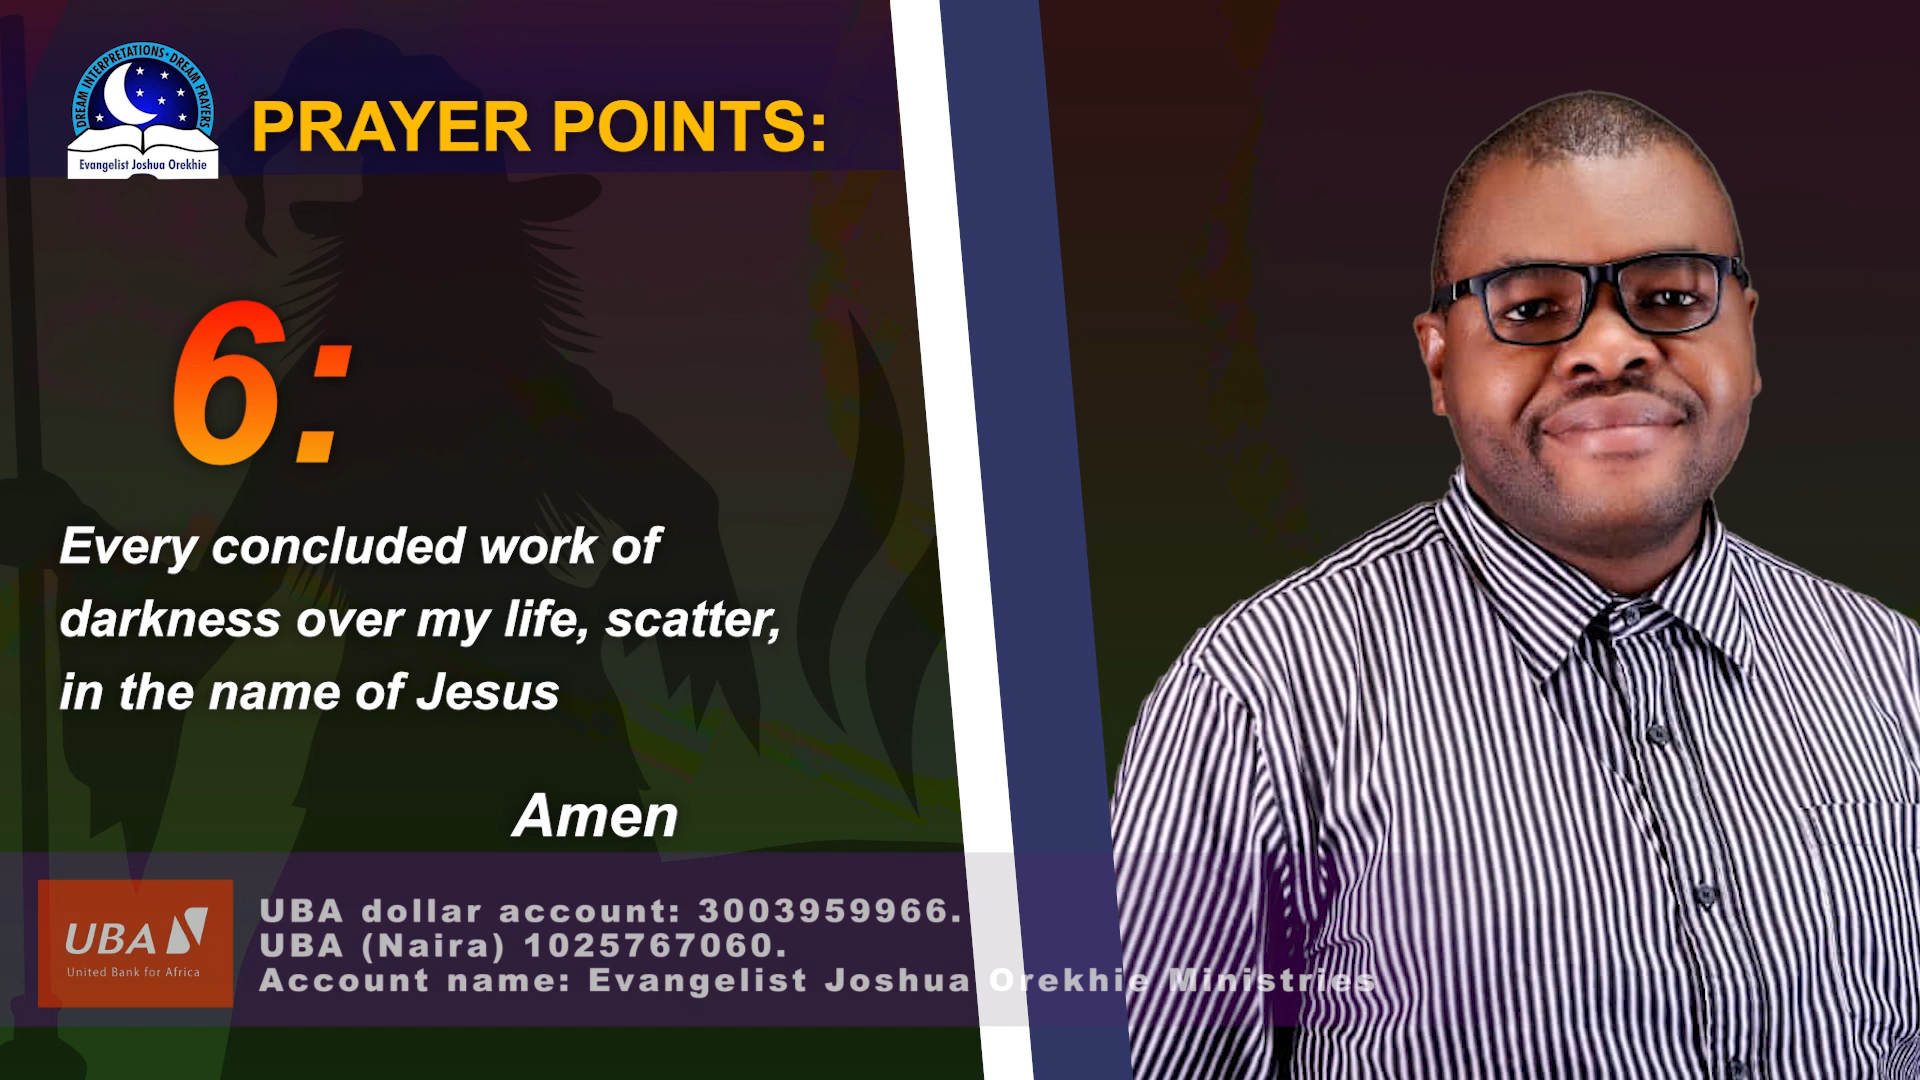 DREAM INTERPRETATIONS · DREAM PRAYERS
Evangelist Joshua Orekhie
PRAYER POINTS:
6:
Every concluded work of
darkness over my life, scatter,
in the name of Jesus
Amen
UBA
United Bank for Africa
UBA dollar account: 3003959966.
UBA (Naira) 1025767060.
Account name: Evangelist Joshua Orekhie Ministries